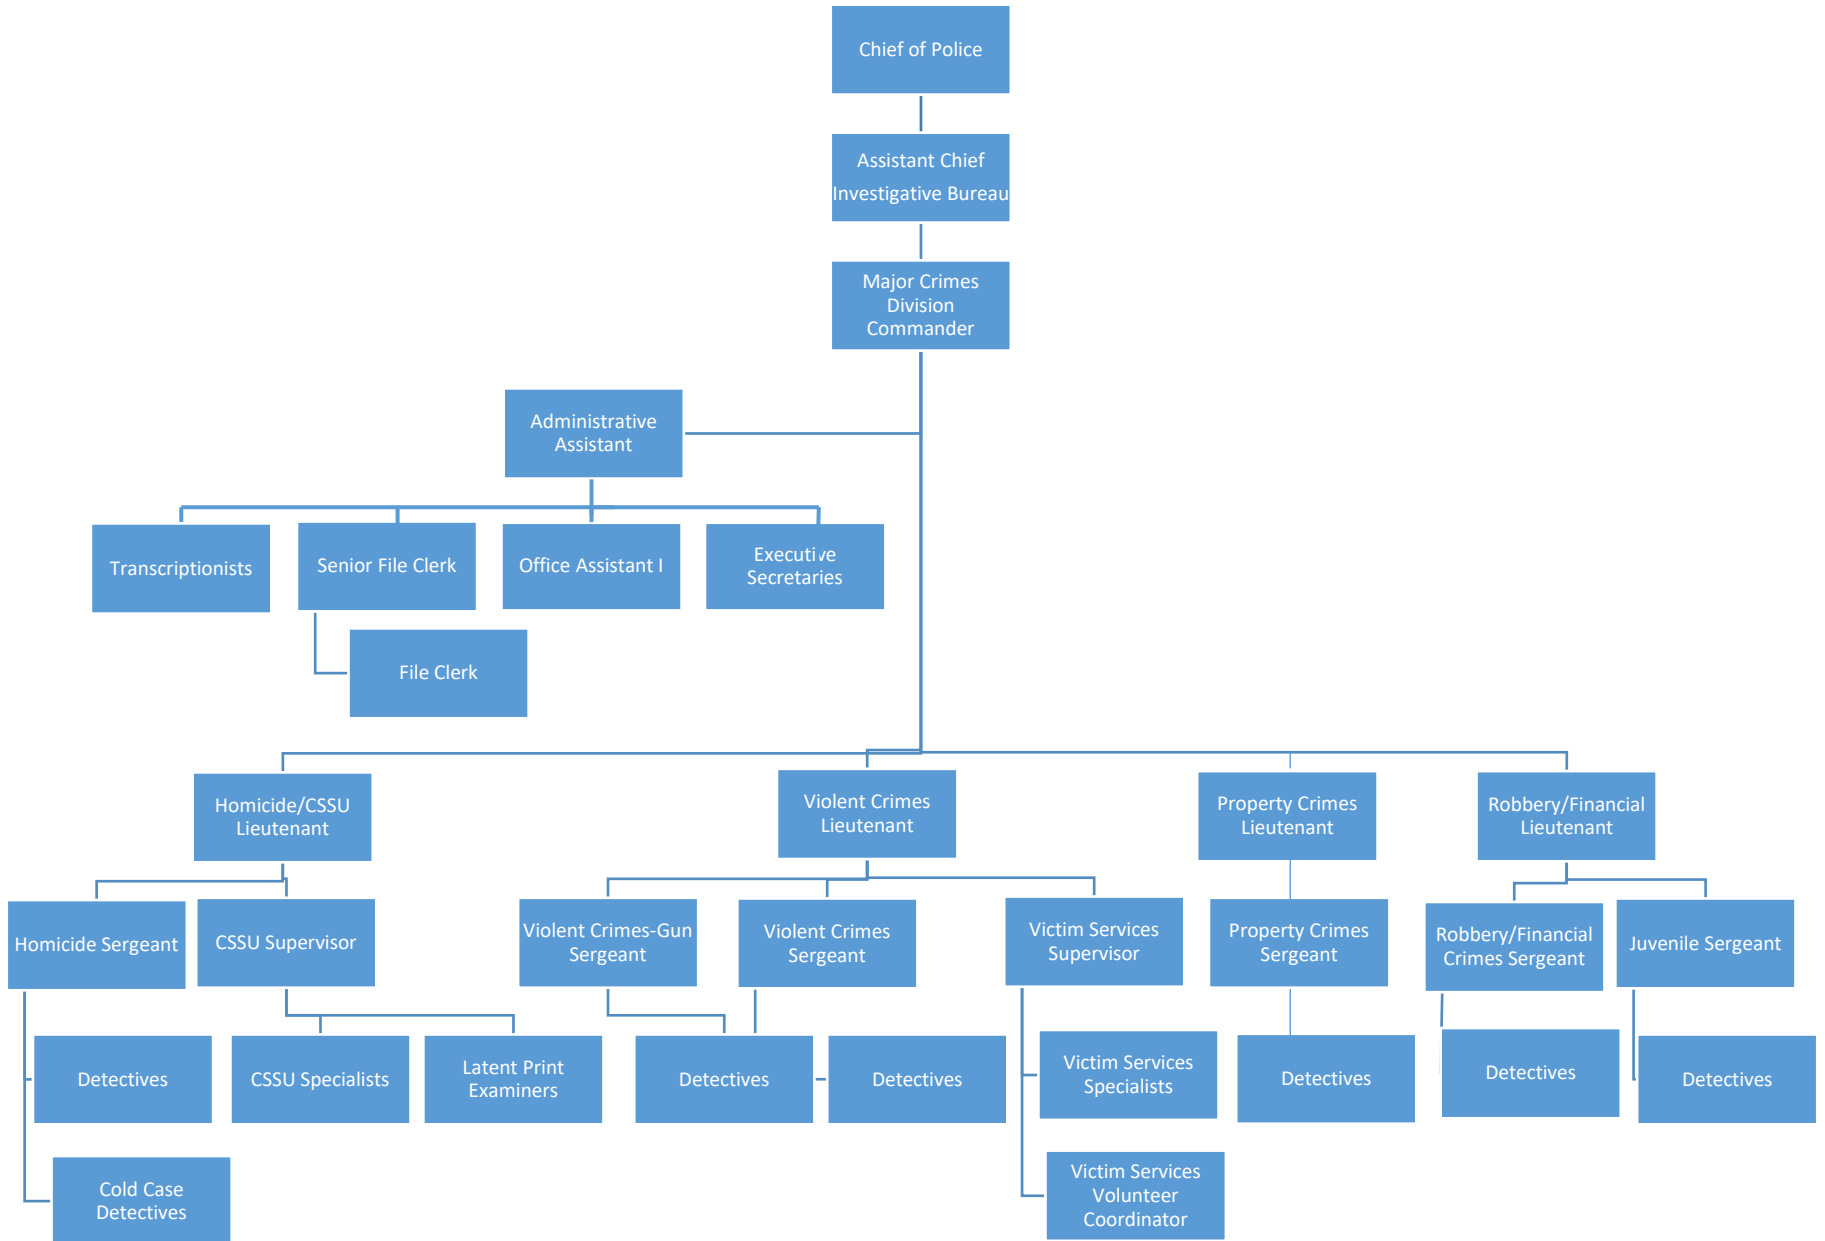 Chief of Police
Assistant Chief
Investigative Bureau
Major Crimes
Division
Commander
Administrative
Assistant
Transcriptionists
Senior File Clerk
Office Assistant I
Executive
Secretaries
File Clerk
Homicide/CSSU
Lieutenant
Violent Crimes
Lieutenant
Property Crimes
Lieutenant
Robbery/Financial
Lieutenant
Homicide Sergeant
CSSU Supervisor
Violent Crimes-Gun
Sergeant
Violent Crimes
Sergeant
Victim Services
Supervisor
Property Crimes
Sergeant
Robbery/Financial
Crimes Sergeant
Juvenile Sergeant
Detectives
CSSU Specialists
Latent Print
Examiners
Detectives
Detectives
Victim Services
Specialists
Detectives
Detectives
Detectives
Cold Case
Detectives
Victim Services
Volunteer
Coordinator